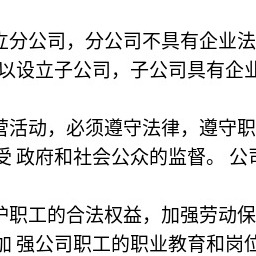 立分公司，分公司不具有企业法
以设立子公司，子公司具有企业
营活动，必须遵守法律，遵守职
受 政府和社会公众的监督。 公司
护职工的合法权益，加强劳动保
加 强公司职工的职业教育和岗位